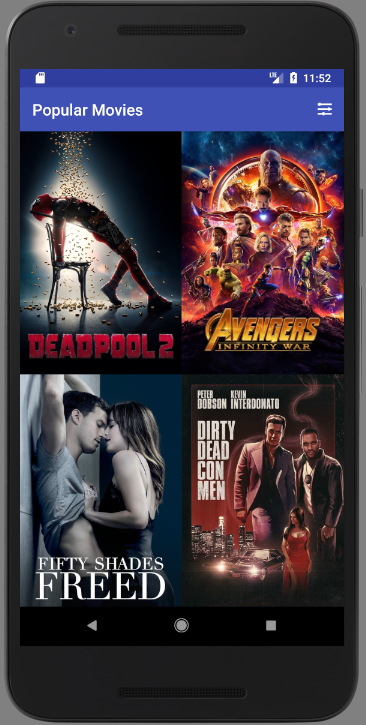 LTE 11:52
Popular Movies
DEADPOOL 2
AVENGERS
INFINITY WAR
PETER DOBSON KEVIN INTERDONATO
DIRTY
DEAD
CON
MEN
FIFTY SHADES
FREED